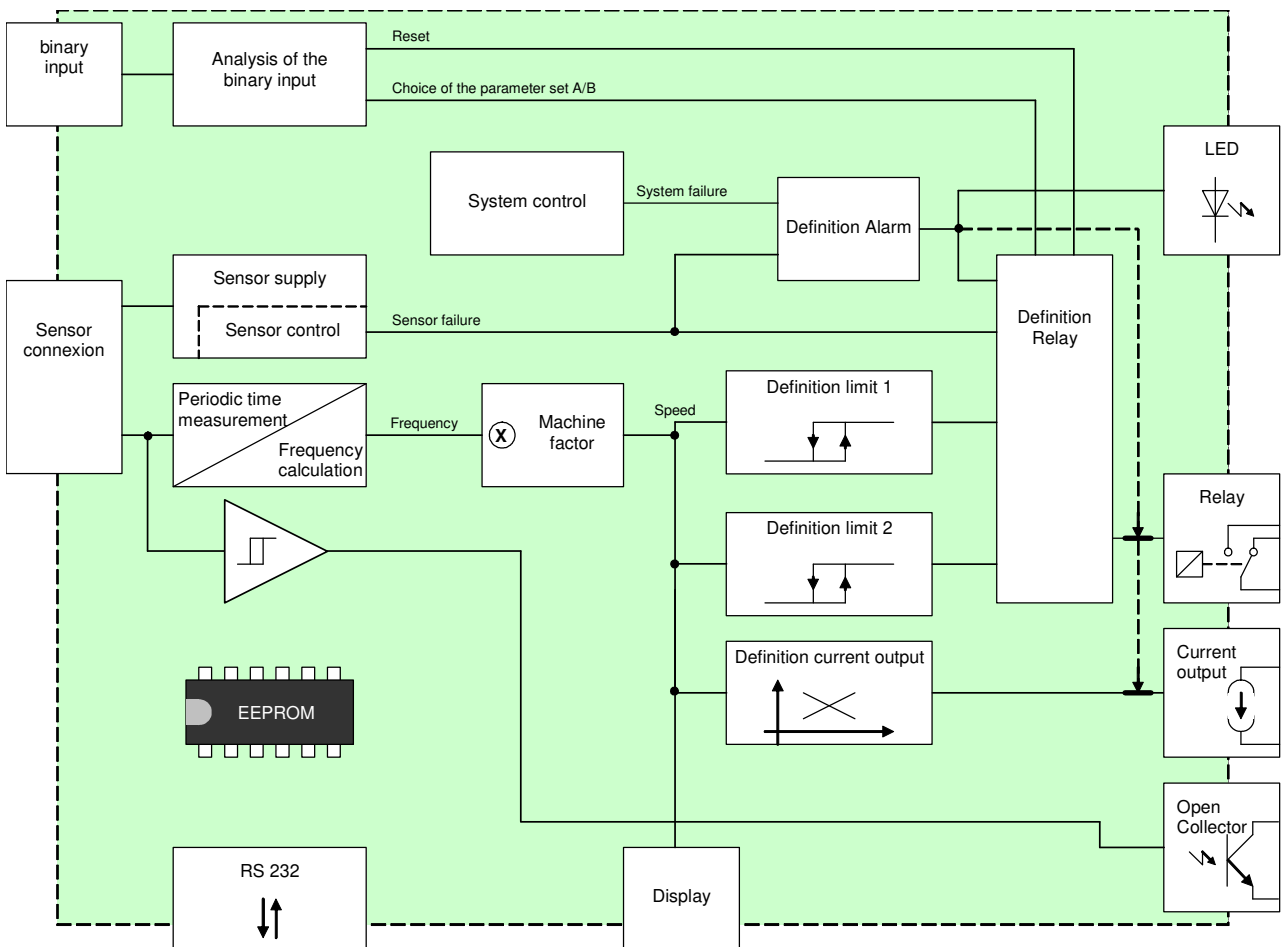 binary
input
Analysis of the
binary input
Reset
Choice of the parameter set A/B
LED
System control
System failure
Definition Alarm
Sensor supply
Sensor control
Sensor failure
Sensor
connexion
Definition
Relay
Periodic time
measurement
Frequency
calculation
Frequency
X
Machine
factor
Speed
Definition limit 1
Definition limit 2
Relay
Definition current output
Current
output
EEPROM
Open
Collector
RS 232
Display